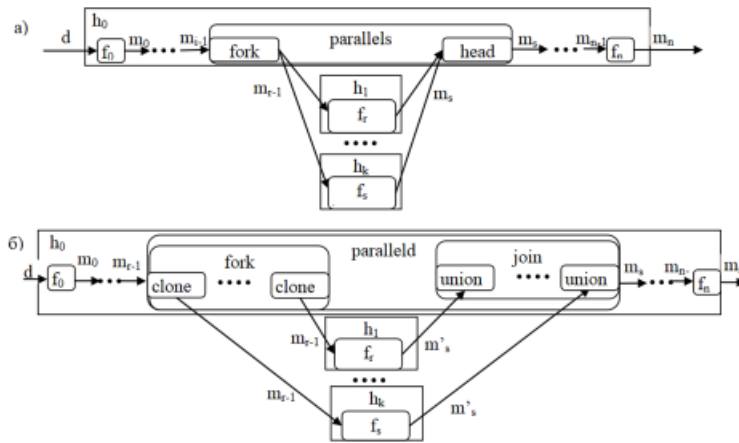 а)
h₀
d
f₀
m₀
mᵢ₋₁
fork
parallels
head
mₛ
mₙ₋₁
fₙ
mₙ
mᵣ₋₁
h₁
fᵣ
mₛ
hₖ
fₛ
б)
h₀
d
f₀
m₀
mᵣ₋₁
fork
paralleld
join
clone
clone
union
union
mₛ
mₙ₋
fₙ
m
mᵣ₋₁
h₁
fᵣ
m’ₛ
mᵣ₋₁
hₖ
fₛ
m’ₛ